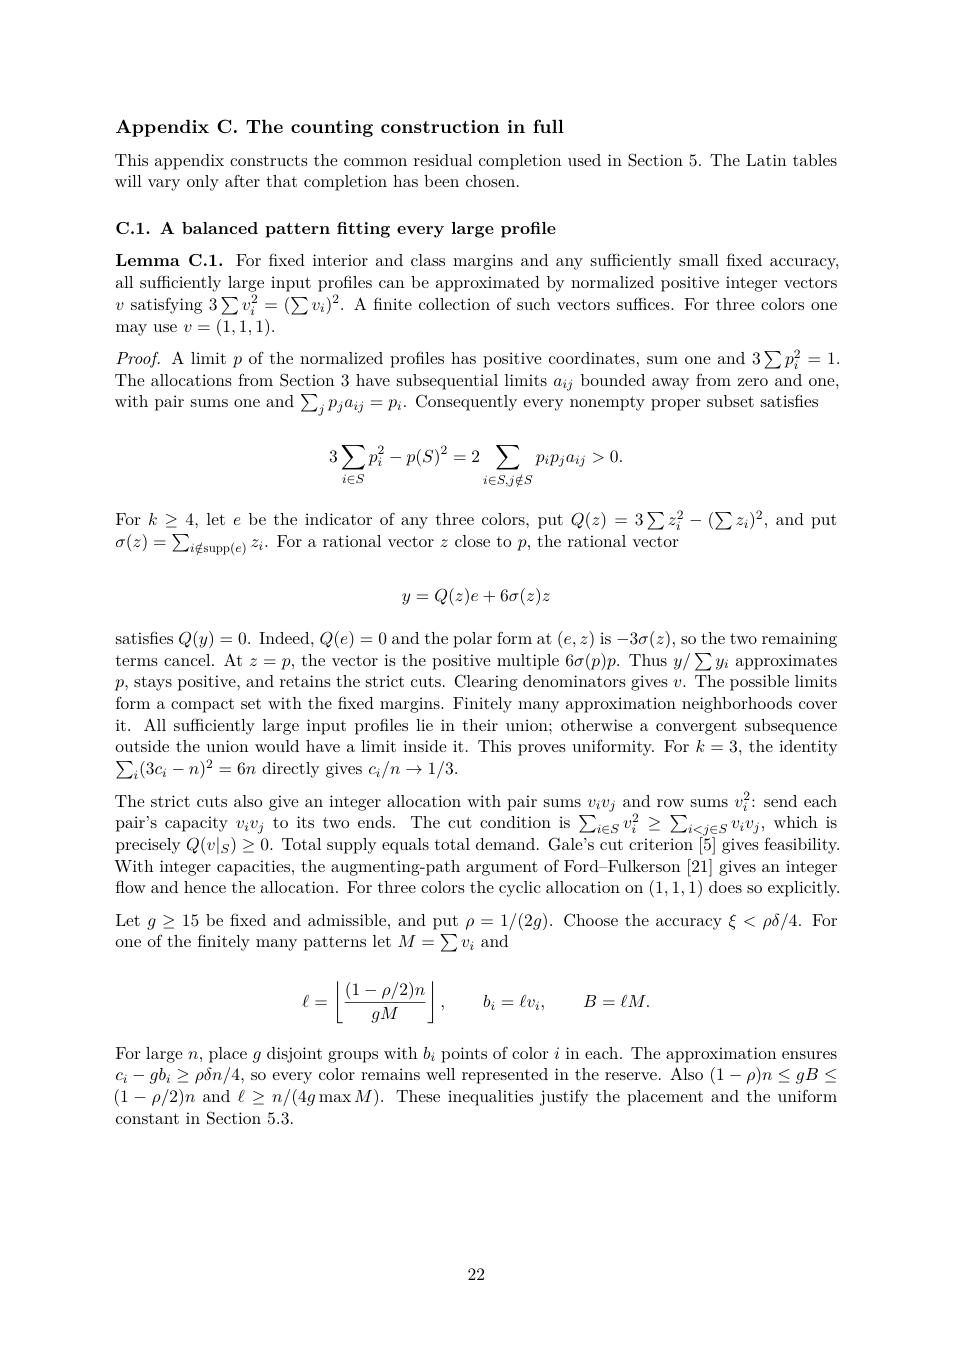 Appendix C. The counting construction in full
This appendix constructs the common residual completion used in Section 5. The Latin tables
will vary only after that completion has been chosen.
C.1. A balanced pattern fitting every large profile
Lemma C.1. For fixed interior and class margins and any sufficiently small fixed accuracy,
all sufficiently large input profiles can be approximated by normalized positive integer vectors
v satisfying 3 ∑ v_i^2 = (∑ v_i)^2. A finite collection of such vectors suffices. For three colors one
may use v = (1, 1, 1).
Proof. A limit p of the normalized profiles has positive coordinates, sum one and 3 ∑ p_i^2 = 1.
The allocations from Section 3 have subsequential limits a_{ij} bounded away from zero and one,
with pair sums one and ∑_j p_j a_{ij} = p_i. Consequently every nonempty proper subset satisfies
3 ∑_{i∈S} p_i^2 − p(S)^2 = 2 ∑_{i∈S,j∉S} p_i p_j a_{ij} > 0.
For k ≥ 4, let e be the indicator of any three colors, put Q(z) = 3 ∑ z_i^2 − (∑ z_i)^2, and put
σ(z) = ∑_{i∉supp(e)} z_i. For a rational vector z close to p, the rational vector
y = Q(z)e + 6σ(z)z
satisfies Q(y) = 0. Indeed, Q(e) = 0 and the polar form at (e, z) is −3σ(z), so the two remaining
terms cancel. At z = p, the vector is the positive multiple 6σ(p)p. Thus y/ ∑ y_i approximates
p, stays positive, and retains the strict cuts. Clearing denominators gives v. The possible limits
form a compact set with the fixed margins. Finitely many approximation neighborhoods cover
it. All sufficiently large input profiles lie in their union; otherwise a convergent subsequence
outside the union would have a limit inside it. This proves uniformity. For k = 3, the identity
∑_i(3c_i − n)^2 = 6n directly gives c_i/n → 1/3.
The strict cuts also give an integer allocation with pair sums v_i v_j and row sums v_i^2: send each
pair's capacity v_i v_j to its two ends. The cut condition is ∑_{i∈S} v_i^2 ≥ ∑_{i<j∈S} v_i v_j, which is
precisely Q(v|_S) ≥ 0. Total supply equals total demand. Gale's cut criterion [5] gives feasibility.
With integer capacities, the augmenting-path argument of Ford–Fulkerson [21] gives an integer
flow and hence the allocation. For three colors the cyclic allocation on (1, 1, 1) does so explicitly.
Let g ≥ 15 be fixed and admissible, and put ρ = 1/(2g). Choose the accuracy ξ < ρδ/4. For
one of the finitely many patterns let M = ∑ v_i and
ℓ = ⌊(1 − ρ/2)n / gM⌋, b_i = ℓv_i, B = ℓM.
For large n, place g disjoint groups with b_i points of color i in each. The approximation ensures
c_i − gb_i ≥ ρδn/4, so every color remains well represented in the reserve. Also (1 − ρ)n ≤ gB ≤
(1 − ρ/2)n and ℓ ≥ n/(4g max M). These inequalities justify the placement and the uniform
constant in Section 5.3.
22